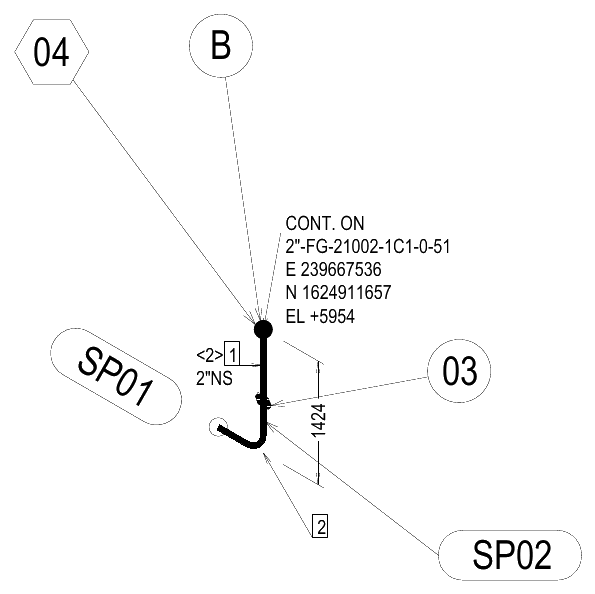 04
B
CONT. ON
2"-FG-21002-1C1-0-51
E 239667536
N 1624911657
EL +5954
<2> 1
2"NS
SP01
03
1424
2
SP02